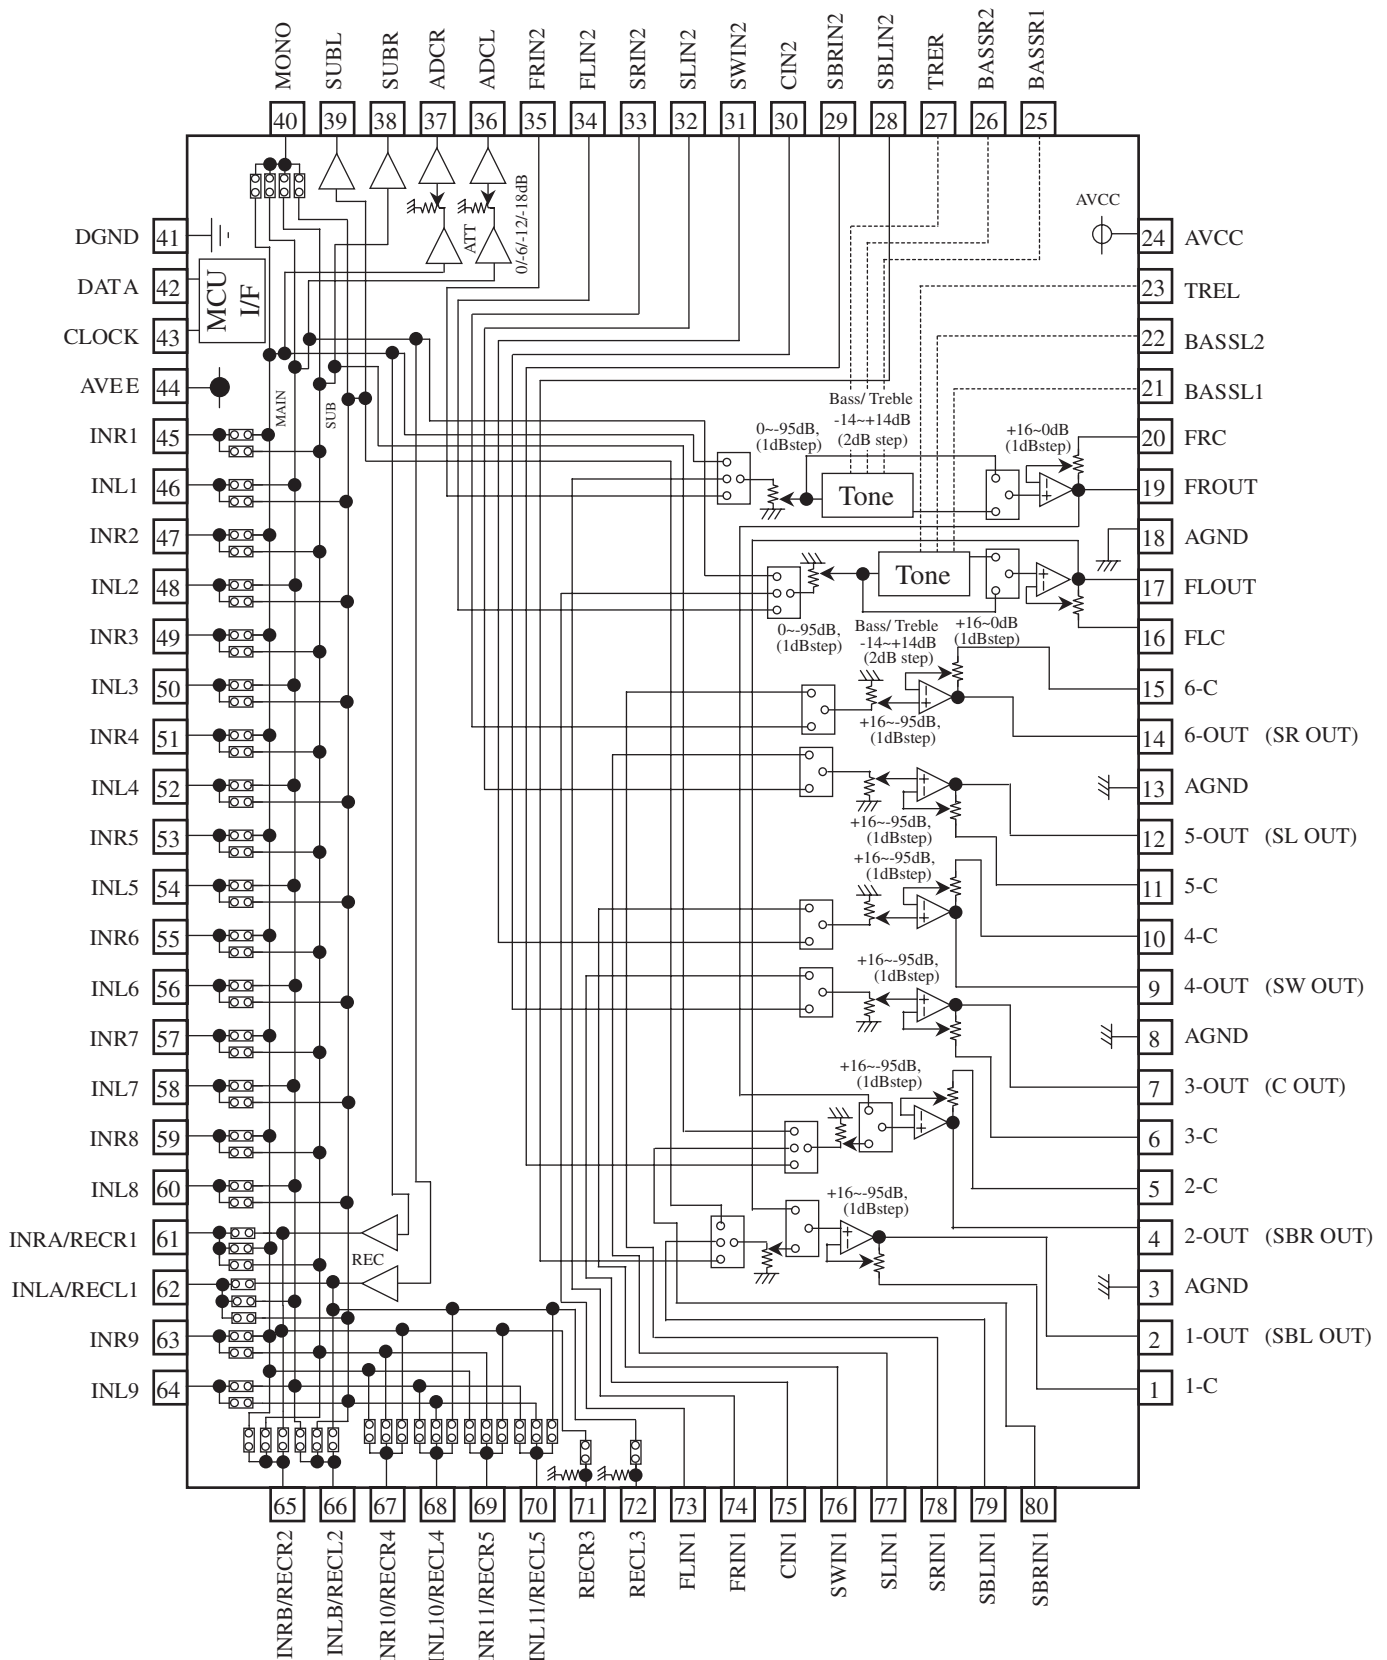 MONO
SUBL
SUBR
ADCR
ADCL
FRIN2
FLIN2
SRIN2
SLIN2
SWIN2
CIN2
SBRIN2
SBLIN2
TRER
BASSR2
BASSR1
40
39
38
37
36
35
34
33
32
31
30
29
28
27
26
25
DGND 41
DATA 42
CLOCK 43
AVEE 44
INR1 45
INL1 46
INR2 47
INL2 48
INR3 49
INL3 50
INR4 51
INL4 52
INR5 53
INL5 54
INR6 55
INL6 56
INR7 57
INL7 58
INR8 59
INL8 60
INRA/RECR1 61
INLA/RECL1 62
INR9 63
INL9 64
MCU
I/F
MAIN
SUB
ATT
0/-6/-12/-18dB
REC
AVCC
Bass/ Treble
-14~+14dB
(2dB step)
0~-95dB,
(1dBstep)
Tone
+16~0dB
(1dBstep)
Tone
0~-95dB,
(1dBstep)
Bass/ Treble
-14~+14dB
(2dB step)
+16~0dB
(1dBstep)
+16~-95dB,
(1dBstep)
+16~-95dB,
(1dBstep)
+16~-95dB,
(1dBstep)
+16~-95dB,
(1dBstep)
+16~-95dB,
(1dBstep)
+16~-95dB,
(1dBstep)
24 AVCC
23 TREL
22 BASSL2
21 BASSL1
20 FRC
19 FROUT
18 AGND
17 FLOUT
16 FLC
15 6-C
14 6-OUT (SR OUT)
13 AGND
12 5-OUT (SL OUT)
11 5-C
10 4-C
9 4-OUT (SW OUT)
8 AGND
7 3-OUT (C OUT)
6 3-C
5 2-C
4 2-OUT (SBR OUT)
3 AGND
2 1-OUT (SBL OUT)
1 1-C
65
66
67
68
69
70
71
72
73
74
75
76
77
78
79
80
INRB/RECR2
INLB/RECL2
INR10/RECR4
INL10/RECL4
INR11/RECR5
INL11/RECL5
RECR3
RECL3
FLIN1
FRIN1
CIN1
SWIN1
SLIN1
SRIN1
SBLIN1
SBRIN1